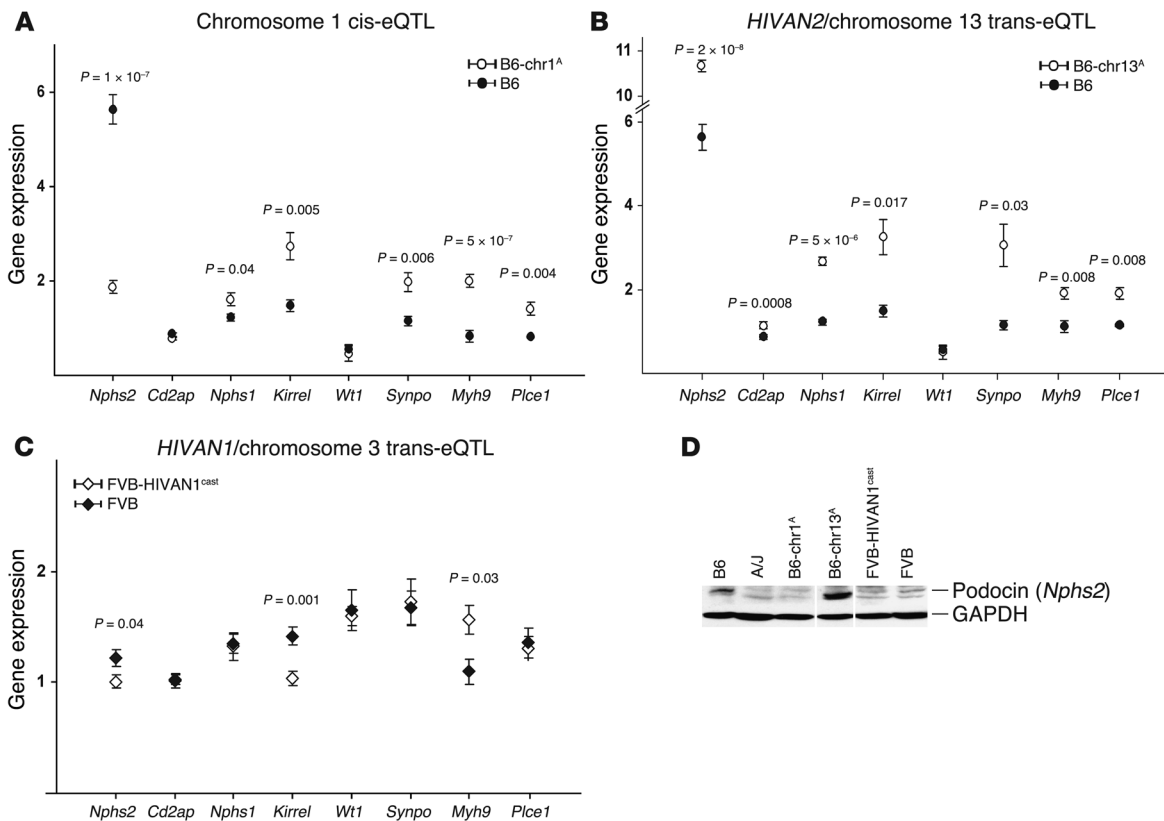 A
Chromosome 1 cis-eQTL
Gene expression
6
4
2
P = 1 × 10⁻⁷
P = 0.04
P = 0.005
P = 0.006
P = 5 × 10⁻⁷
P = 0.004
B6-chr1ᴬ
B6
Nphs2 Cd2ap Nphs1 Kirrel Wt1 Synpo Myh9 Plce1
B
HIVAN2/chromosome 13 trans-eQTL
Gene expression
11
10
6
4
2
P = 2 × 10⁻⁸
P = 0.0008
P = 5 × 10⁻⁶
P = 0.017
P = 0.03
P = 0.008
P = 0.008
B6-chr13ᴬ
B6
Nphs2 Cd2ap Nphs1 Kirrel Wt1 Synpo Myh9 Plce1
C
HIVAN1/chromosome 3 trans-eQTL
FVB-HIVAN1ᶜᵃˢᵗ
FVB
Gene expression
2
1
P = 0.04
P = 0.001
P = 0.03
Nphs2 Cd2ap Nphs1 Kirrel Wt1 Synpo Myh9 Plce1
D
B6
A/J
B6-chr1ᴬ
B6-chr13ᴬ
FVB-HIVAN1ᶜᵃˢᵗ
FVB
Podocin (Nphs2)
GAPDH